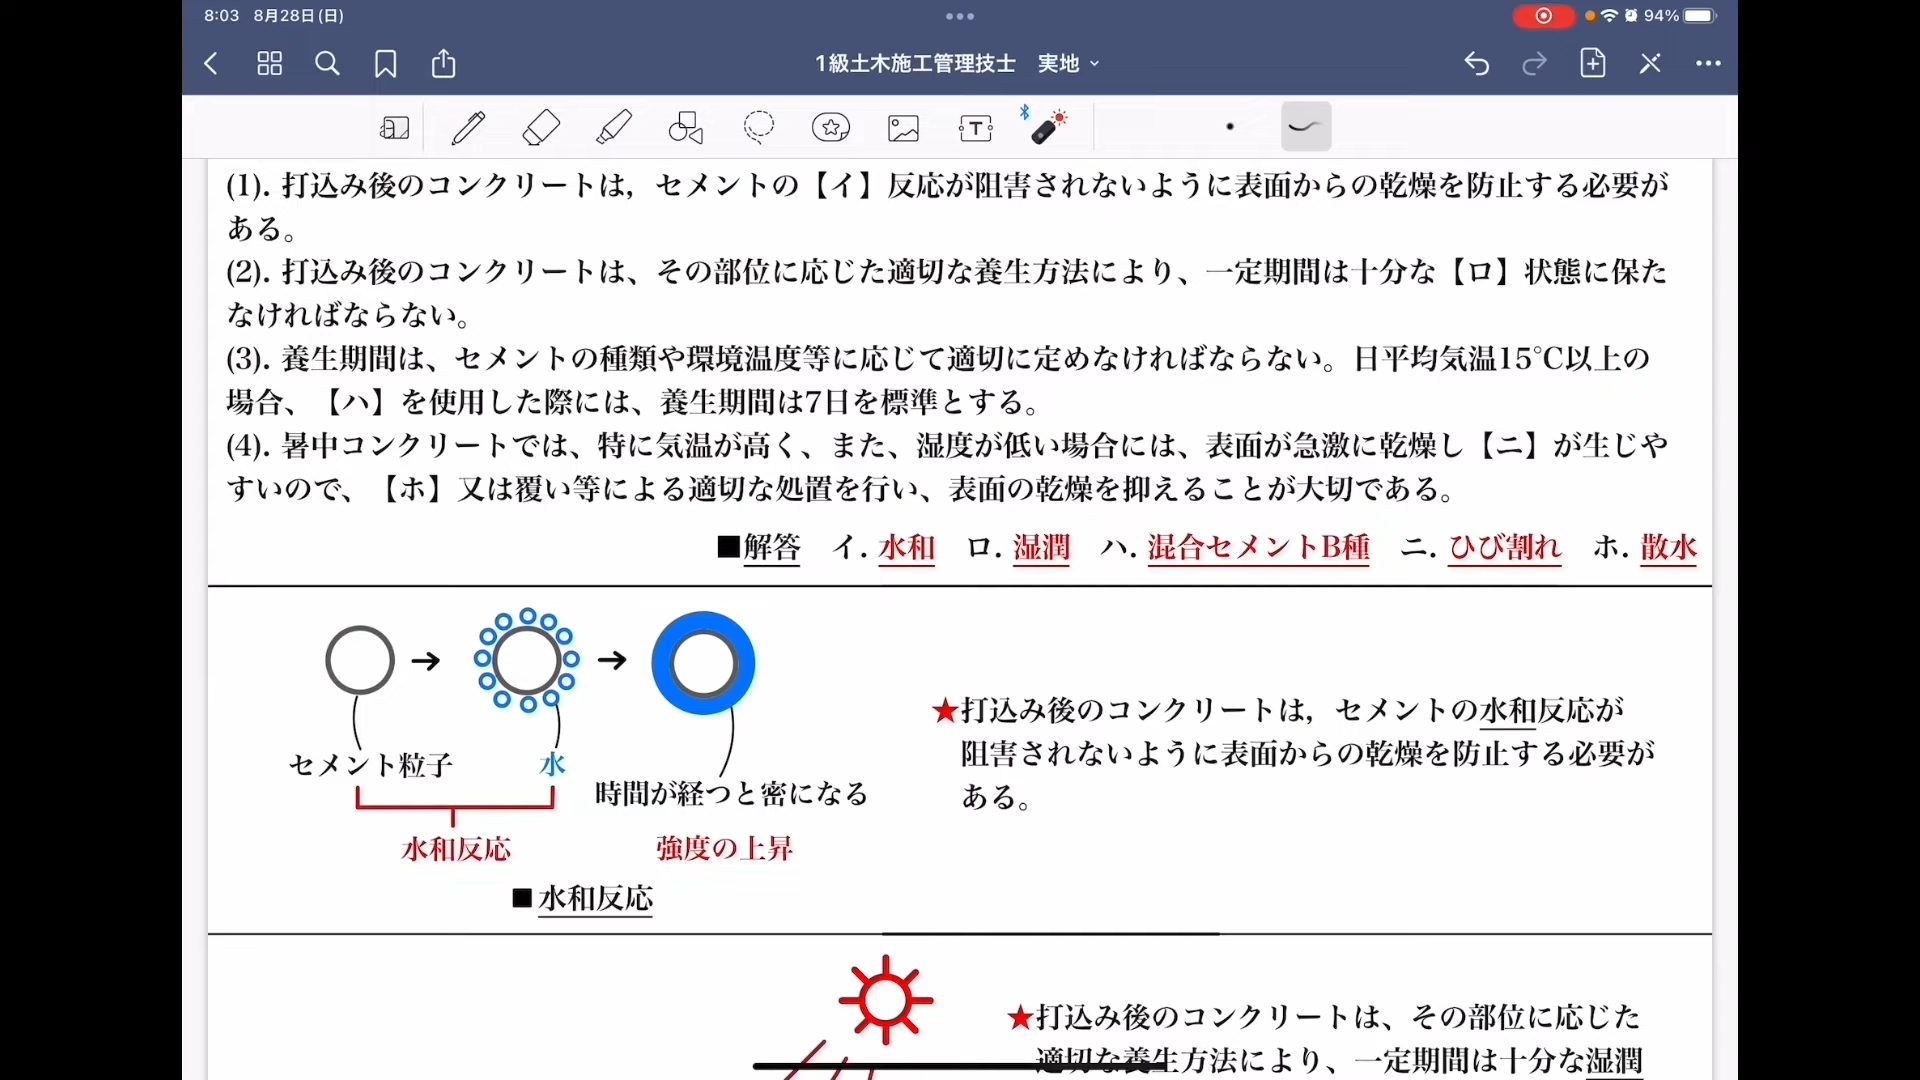 8:03 8月28日(日)
94%
1級土木施工管理技士 実地
T
(1). 打込み後のコンクリートは，セメントの【イ】反応が阻害されないように表面からの乾燥を防止する必要が
ある。
(2). 打込み後のコンクリートは、その部位に応じた適切な養生方法により、一定期間は十分な【ロ】状態に保た
なければならない。
(3). 養生期間は、セメントの種類や環境温度等に応じて適切に定めなければならない。日平均気温15℃以上の
場合、【ハ】を使用した際には、養生期間は7日を標準とする。
(4). 暑中コンクリートでは、特に気温が高く、また、湿度が低い場合には、表面が急激に乾燥し【ニ】が生じや
すいので、【ホ】又は覆い等による適切な処置を行い、表面の乾燥を抑えることが大切である。
■解答 イ. 水和 ロ. 湿潤 ハ. 混合セメントB種 ニ. ひび割れ ホ. 散水
セメント粒子
水
時間が経つと密になる
水和反応
強度の上昇
■水和反応
★打込み後のコンクリートは，セメントの水和反応が
阻害されないように表面からの乾燥を防止する必要が
ある。
★打込み後のコンクリートは、その部位に応じた
適切な養生方法により、一定期間は十分な湿潤